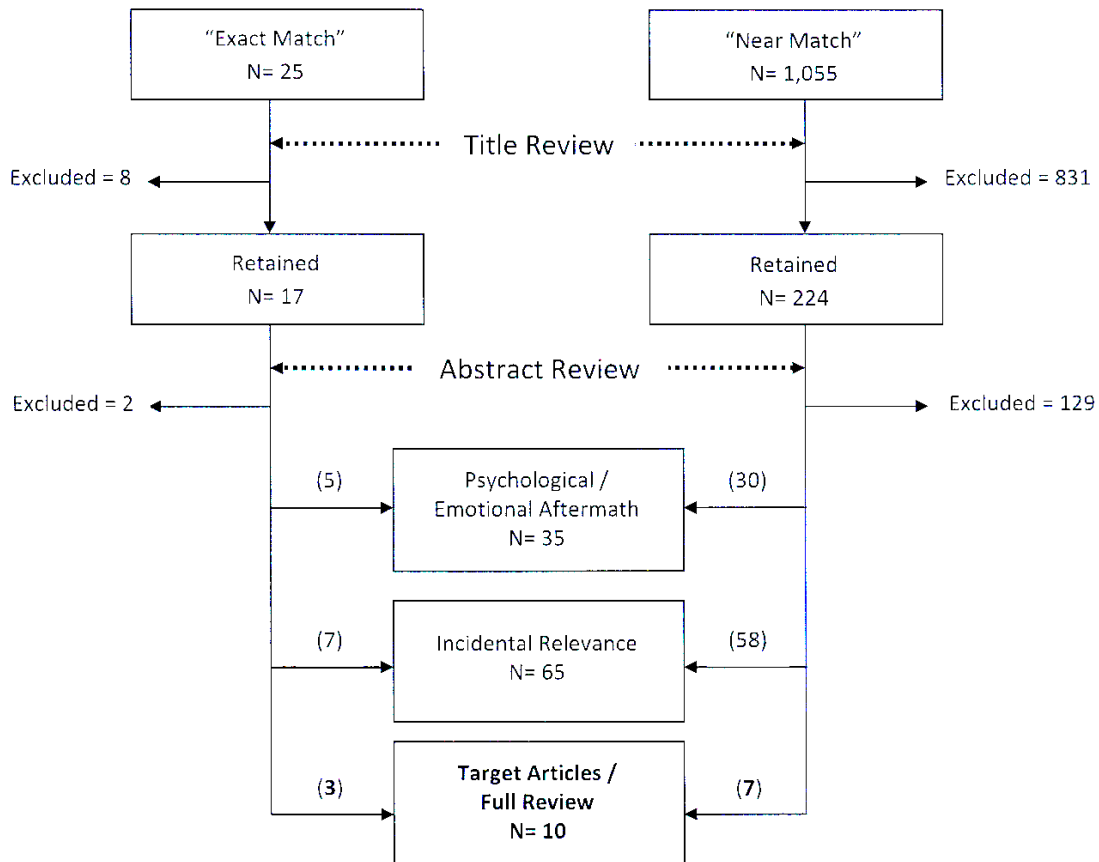 “Exact Match”
N= 25
“Near Match”
N= 1,055
Title Review
Excluded = 8
Excluded = 831
Retained
N= 17
Retained
N= 224
Abstract Review
Excluded = 2
Excluded = 129
(5)
Psychological /
Emotional Aftermath
N= 35
(30)
(7)
Incidental Relevance
N= 65
(58)
(3)
Target Articles /
Full Review
N= 10
(7)